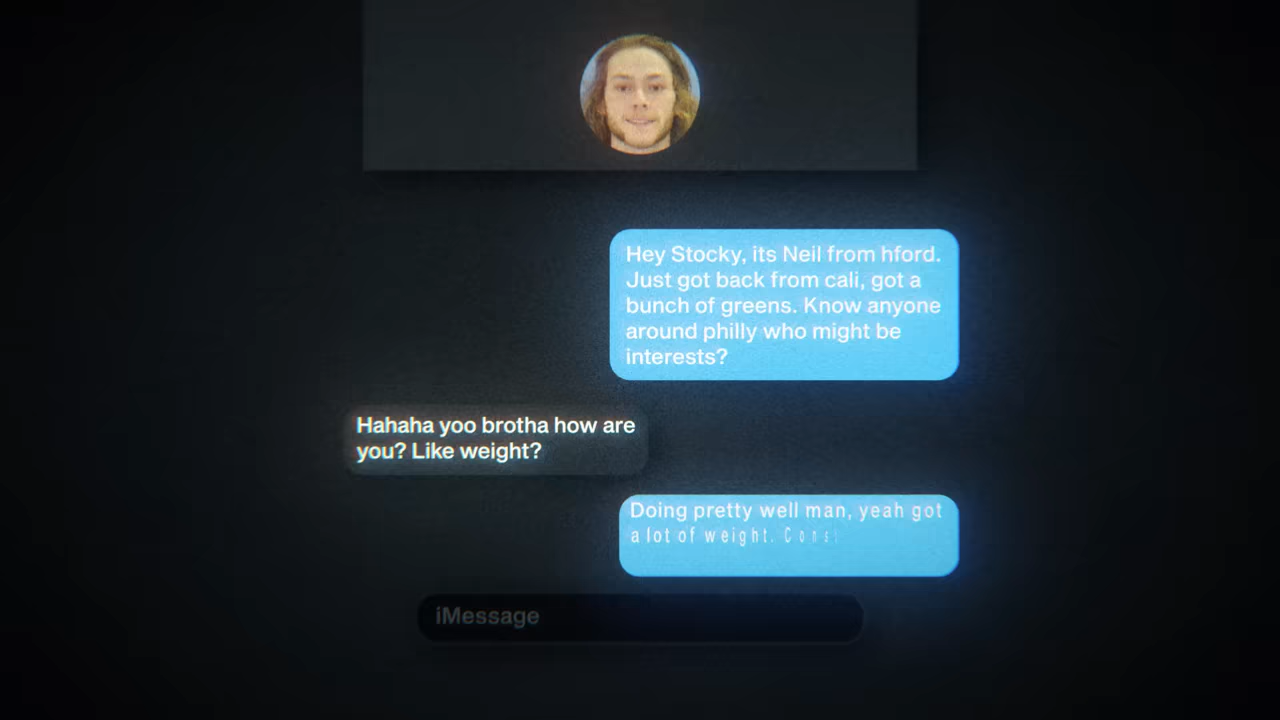 Hey Stocky, its Neil from hford.
Just got back from cali, got a
bunch of greens. Know anyone
around philly who might be
interests?
Hahaha yoo brotha how are
you? Like weight?
Doing pretty well man, yeah got
a lot of weight.
iMessage